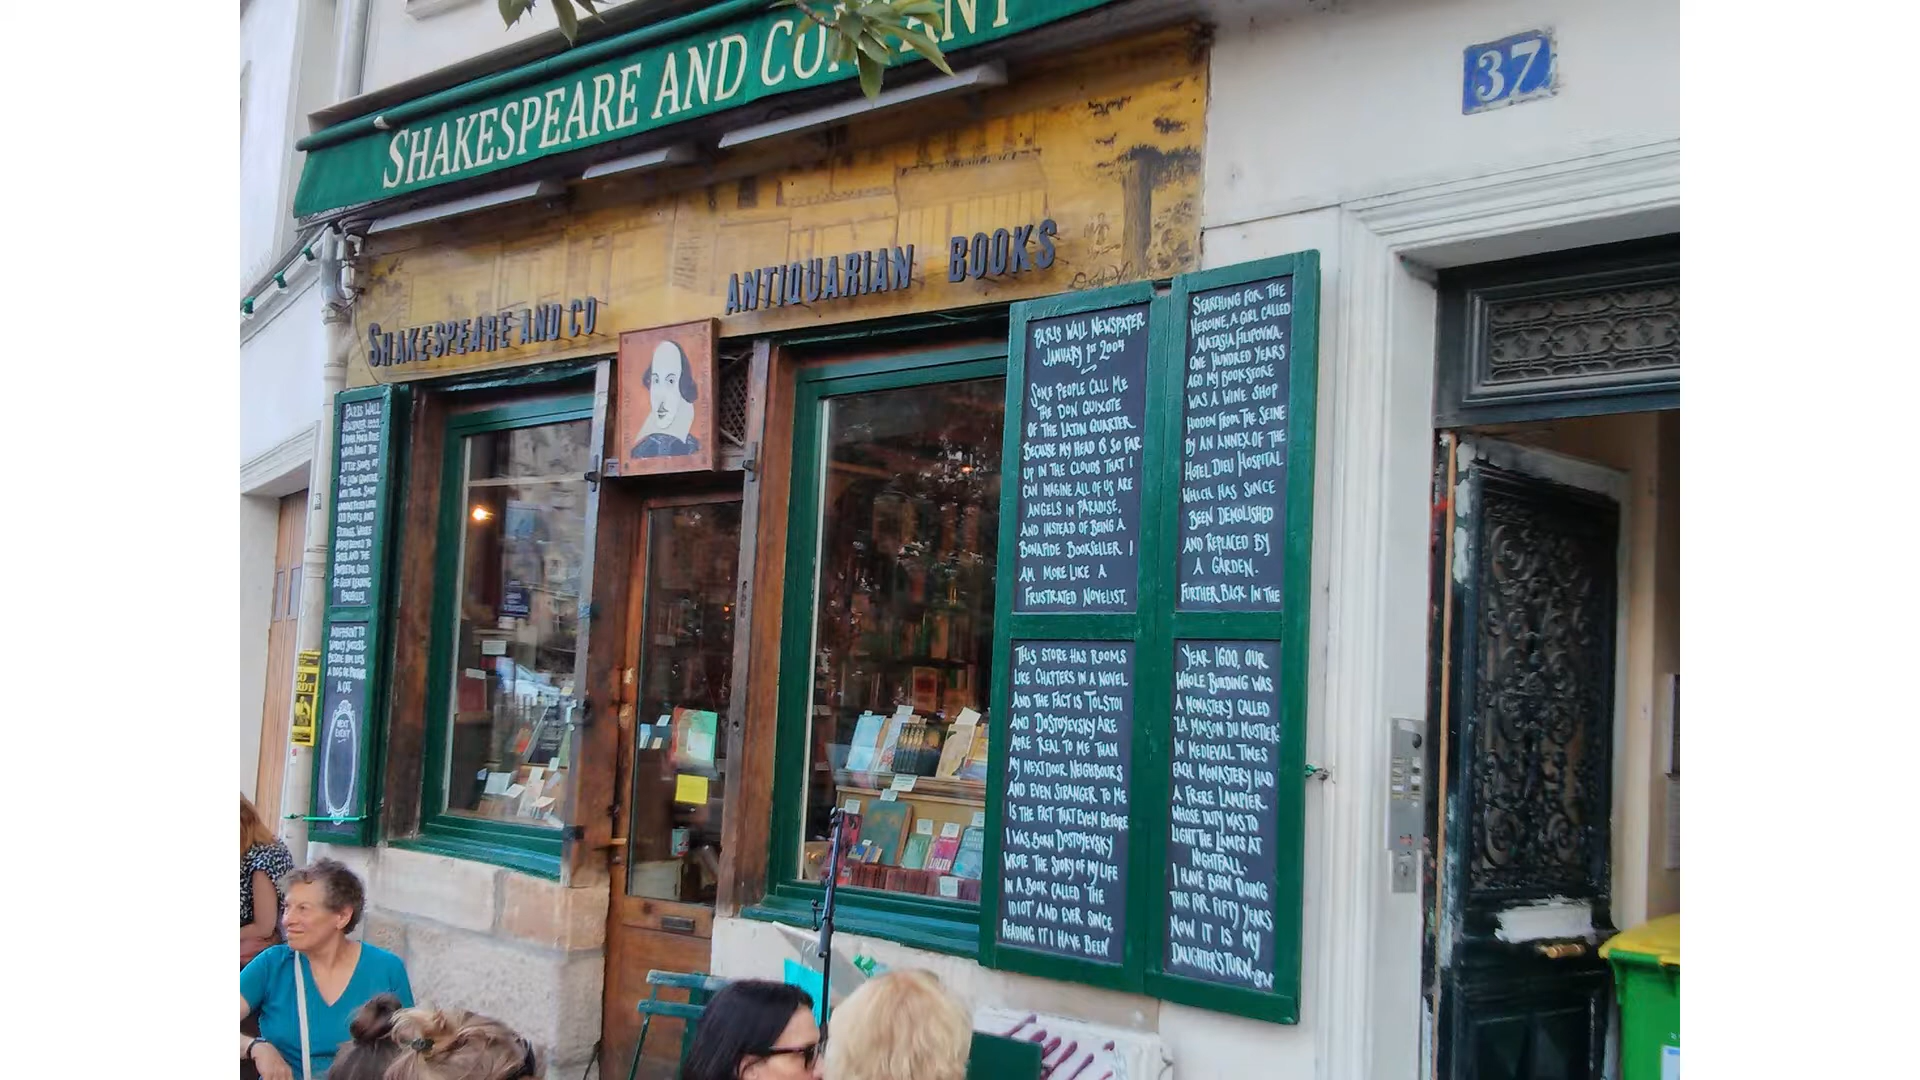 SHAKESPEARE AND COMPANY
37
SHAKESPEARE AND CO
ANTIQUARIAN BOOKS
PARIS WALL
LITTLE SHOPS OF
OLD BOOKS AND
NEXT
EVENT
PARIS WALL NEWSPAPER
JANUARY 1ST 2004
SOME PEOPLE CALL ME
THE DON QUIXOTE
OF THE LATIN QUARTER
BECAUSE MY HEAD IS SO FAR
UP IN THE CLOUDS THAT I
CAN IMAGINE ALL OF US ARE
ANGELS IN PARADISE,
AND INSTEAD OF BEING A
BONAFIDE BOOKSELLER I
AM MORE LIKE A
FRUSTRATED NOVELIST.
THIS STORE HAS ROOMS
LIKE CHAPTERS IN A NOVEL
AND THE FACT IS TOLSTOI
AND DOSTOYEVSKY ARE
MORE REAL TO ME THAN
MY NEXT DOOR NEIGHBOURS
AND EVEN STRANGER TO ME
IS THE FACT THAT EVEN BEFORE
I WAS BORN DOSTOYEVSKY
WROTE THE STORY OF MY LIFE
IN A BOOK CALLED 'THE
IDIOT' AND EVER SINCE
READING IT I HAVE BEEN
SEARCHING FOR THE
HEROINE, A GIRL CALLED
NATASIA FILIPOVNA.
ONE HUNDRED YEARS
AGO MY BOOKSTORE
WAS A WINE SHOP
HIDDEN FROM THE SEINE
BY AN ANNEX OF THE
HOTEL DIEU HOSPITAL
WHICH HAS SINCE
BEEN DEMOLISHED
AND REPLACED BY
A GARDEN.
FURTHER BACK IN THE
YEAR 1600, OUR
WHOLE BUILDING WAS
A MONASTERY CALLED
'LA MAISON DU MUSTIER'
IN MEDIEVAL TIMES
EACH MONASTERY HAD
A FRERE LAMPIER
WHOSE DUTY WAS TO
LIGHT THE LAMPS AT
NIGHTFALL.
I HAVE BEEN DOING
THIS FOR FIFTY YEARS
NOW IT IS MY
DAUGHTER'S TURN. GW
LOLITA